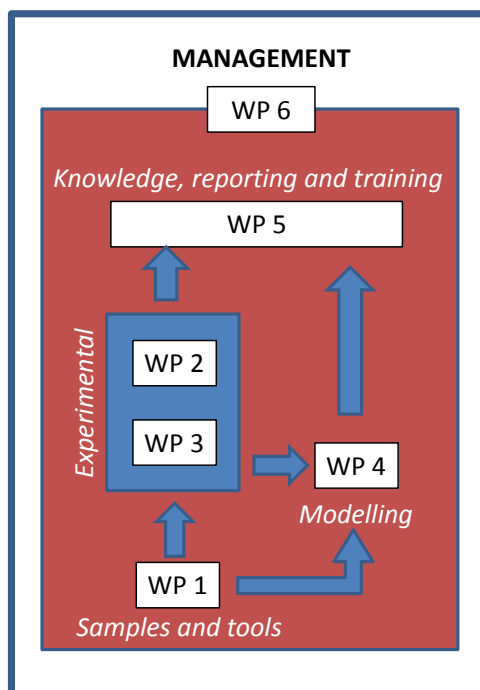 MANAGEMENT
WP 6
Knowledge, reporting and training
WP 5
Experimental
WP 2
WP 3
WP 4
Modelling
WP 1
Samples and tools